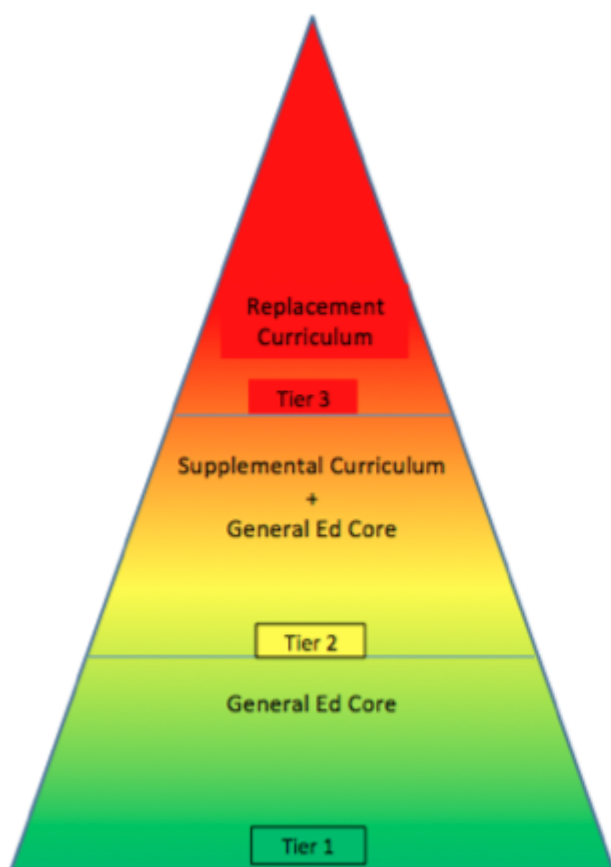 Replacement
Curriculum
Tier 3
Supplemental Curriculum
+
General Ed Core
Tier 2
General Ed Core
Tier 1